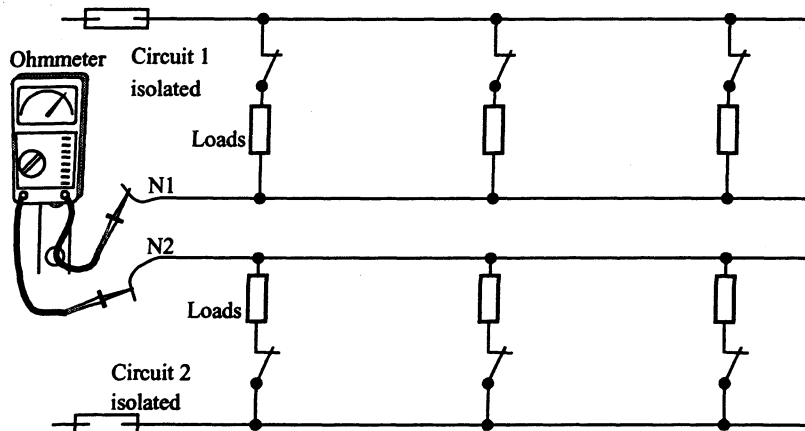 Ohmmeter
Circuit 1
isolated
Loads
N1
N2
Loads
Circuit 2
isolated